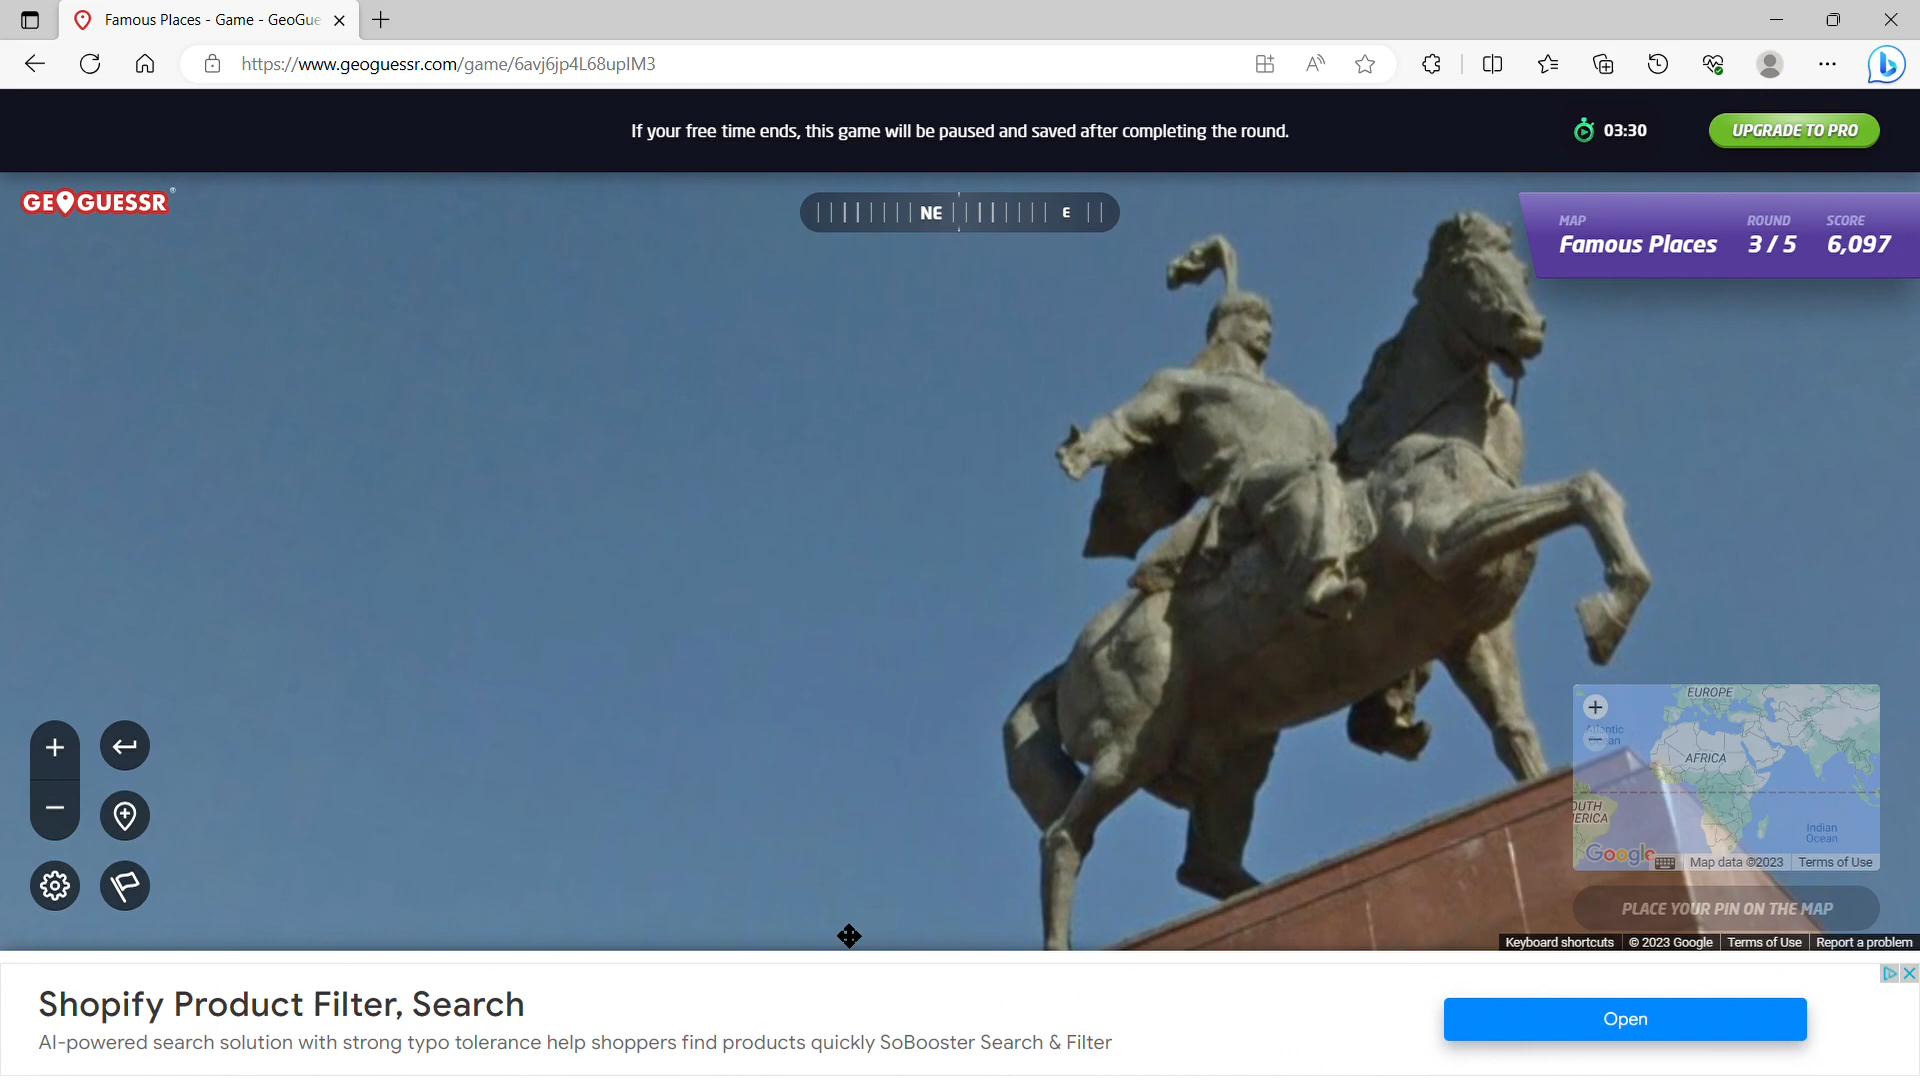 Famous Places - Game - GeoGue
https://www.geoguessr.com/game/6avj6jp4L68upIM3
If your free time ends, this game will be paused and saved after completing the round.
03:30
UPGRADE TO PRO
GEOGUESSR
NE
E
MAP
ROUND
SCORE
Famous Places
3 / 5
6,097
EUROPE
Atlantic
AFRICA
Indian
Ocean
Google
Map data ©2023
Terms of Use
PLACE YOUR PIN ON THE MAP
Keyboard shortcuts
© 2023 Google
Terms of Use
Report a problem
Shopify Product Filter, Search
AI-powered search solution with strong typo tolerance help shoppers find products quickly SoBooster Search & Filter
Open